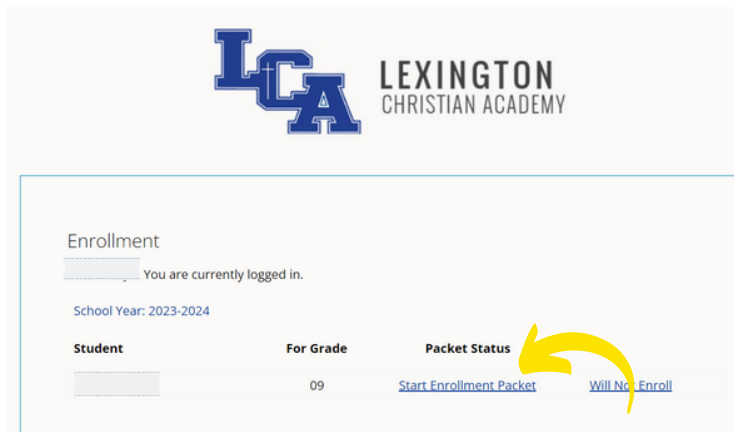 LCA
LEXINGTON
CHRISTIAN ACADEMY
Enrollment
You are currently logged in.
School Year: 2023-2024
Student For Grade Packet Status
09 Start Enrollment Packet Will Not Enroll